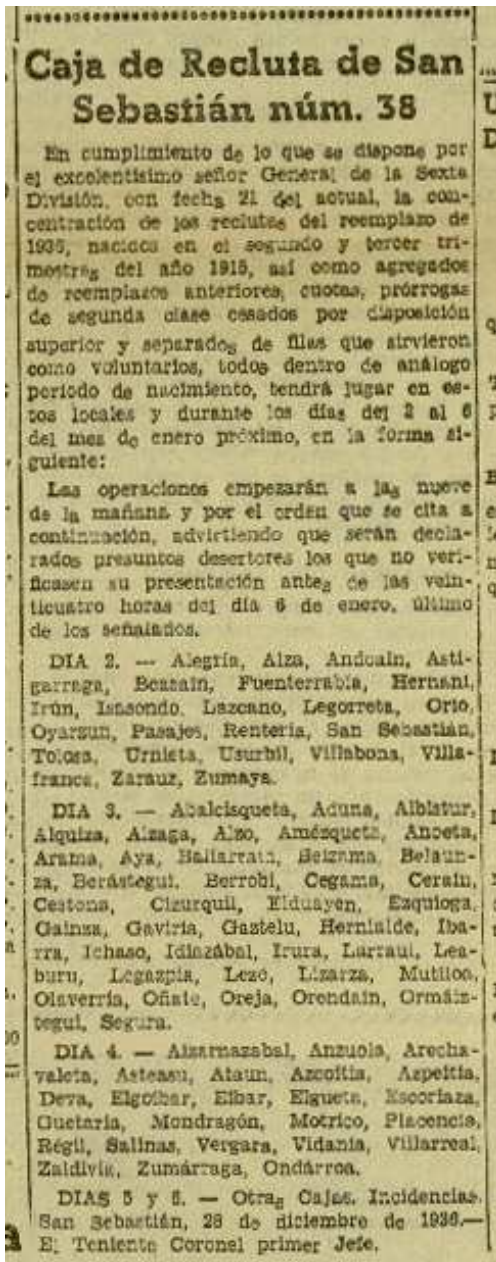 Caja de Recluta de San
Sebastián núm. 38
En cumplimiento de lo que se dispone por
el excelentísimo señor General de la Sexta
División, con fecha 21 del actual, la con-
centración de los reclutas del reemplazo de
1936, nacidos en el segundo y tercer tri-
mestres del año 1915, así como agregados
de reemplazos anteriores, cuotas, prórrogas
de segunda clase cesados por disposición
superior y separados de filas que sirvieron
como voluntarios, todos dentro de análogo
período de nacimiento, tendrá lugar en es-
tos locales y durante los días del 2 al 6
del mes de enero próximo, en la forma si-
guiente:
Las operaciones empezarán a las nueve
de la mañana y por el orden que se cita a
continuación, advirtiendo que serán decla-
rados presuntos desertores los que no veri-
ficasen su presentación antes de las vein-
ticuatro horas del día 6 de enero, último
de los señalados.
DIA 2. — Alegría, Alza, Andoain, Asti-
garraga, Beasain, Fuenterrabía, Hernani,
Irún, Isasondo, Lazcano, Legorreta, Orio,
Oyarzun, Pasajes, Rentería, San Sebastián,
Tolosa, Urnieta, Usurbil, Villabona, Villa-
franca, Zarauz, Zumaya.
DIA 3. — Abalcisqueta, Aduna, Albistur,
Alquiza, Alzaga, Alzo, Amézqueta, Anoeta,
Arama, Aya, Baliarrain, Beizama, Belaun-
za, Berástegui, Berrobi, Cegama, Cerain,
Cestona, Cizurquil, Elduayen, Ezquioga,
Gainza, Gaviria, Gaztelu, Hernialde, Iba-
rra, Ichaso, Idiazábal, Irura, Larraul, Lea-
buru, Legazpia, Lezo, Lizarza, Mutiloa,
Olaverría, Oñate, Oreja, Orendain, Ormáiz-
tegui, Segura.
DIA 4. — Aizarnazabal, Anzuola, Arecha-
valeta, Asteasu, Ataun, Azcoitia, Azpeitia,
Deva, Elgoibar, Eibar, Elgueta, Escoriaza,
Guetaria, Mondragón, Motrico, Placencia,
Régil, Salinas, Vergara, Vidania, Villarreal,
Zaldivia, Zumárraga, Ondárroa.
DIAS 5 y 6. — Otras Cajas. Incidencias.
San Sebastián, 28 de diciembre de 1936.—
El Teniente Coronel primer Jefe.